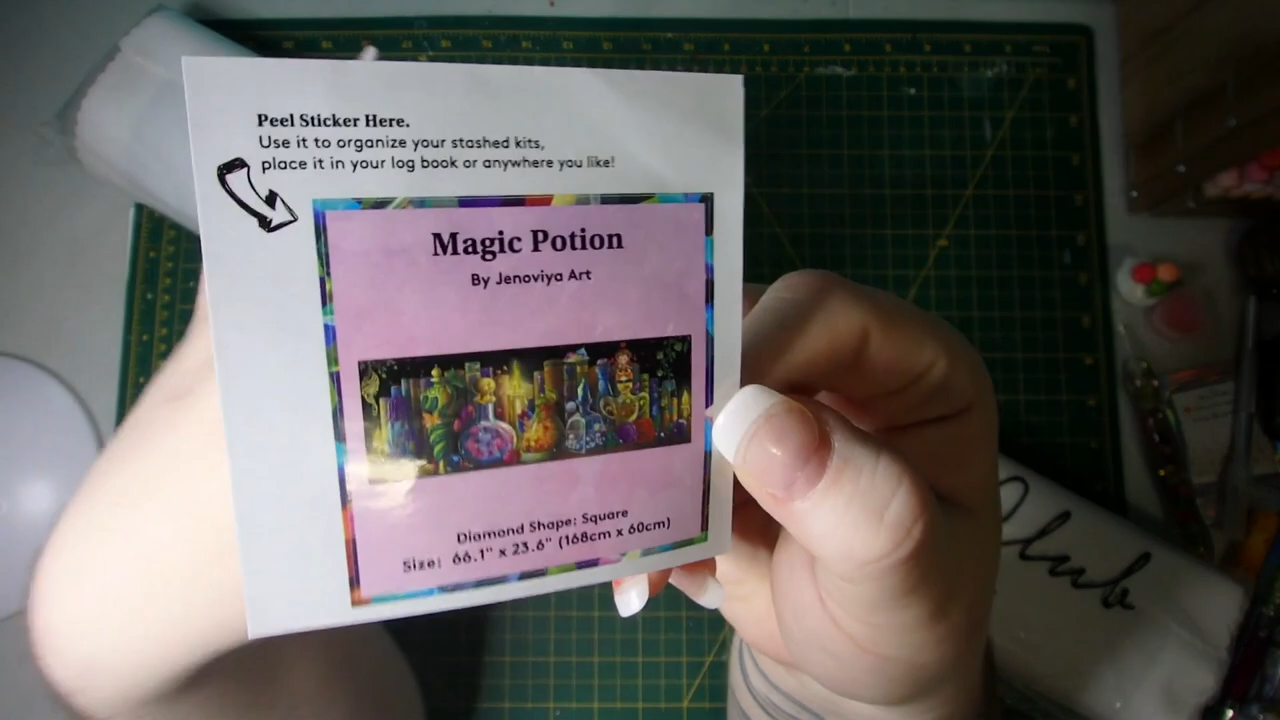 Peel Sticker Here.
Use it to organize your stashed kits,
place it in your log book or anywhere you like!
Magic Potion
By Jenoviya Art
Diamond Shape: Square
Size: 66.1" x 23.6" (168cm x 60cm)
Club